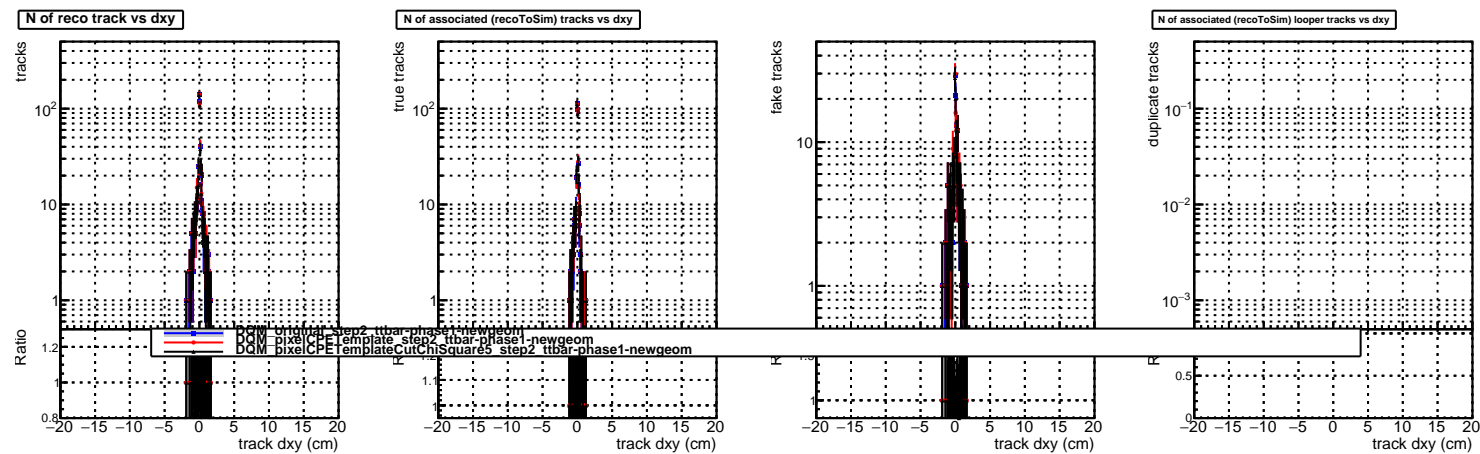 N of reco track vs dxy
N of associated (recoToSim) tracks vs dxy
N of associated (recoToSim) looper tracks vs dxy
tracks
10²
10
1
Ratio
1.2
1
0.8
−20 −15 −10 −5 0 5 10 15 20
track dxy (cm)
true tracks
10²
10
1
1.1
1
−20 −15 −10 −5 0 5 10 15 20
track dxy (cm)
fake tracks
10
1
1
−20 −15 −10 −5 0 5 10 15 20
track dxy (cm)
duplicate tracks
10⁻¹
10⁻²
10⁻³
0.5
0
−20 −15 −10 −5 0 5 10 15 20
track dxy (cm)
DQM_original_step2_ttbar-phase1-newgeom
DQM_pixelCPETemplate_step2_ttbar-phase1-newgeom
DQM_pixelCPETemplateCutChiSquare5_step2_ttbar-phase1-newgeom